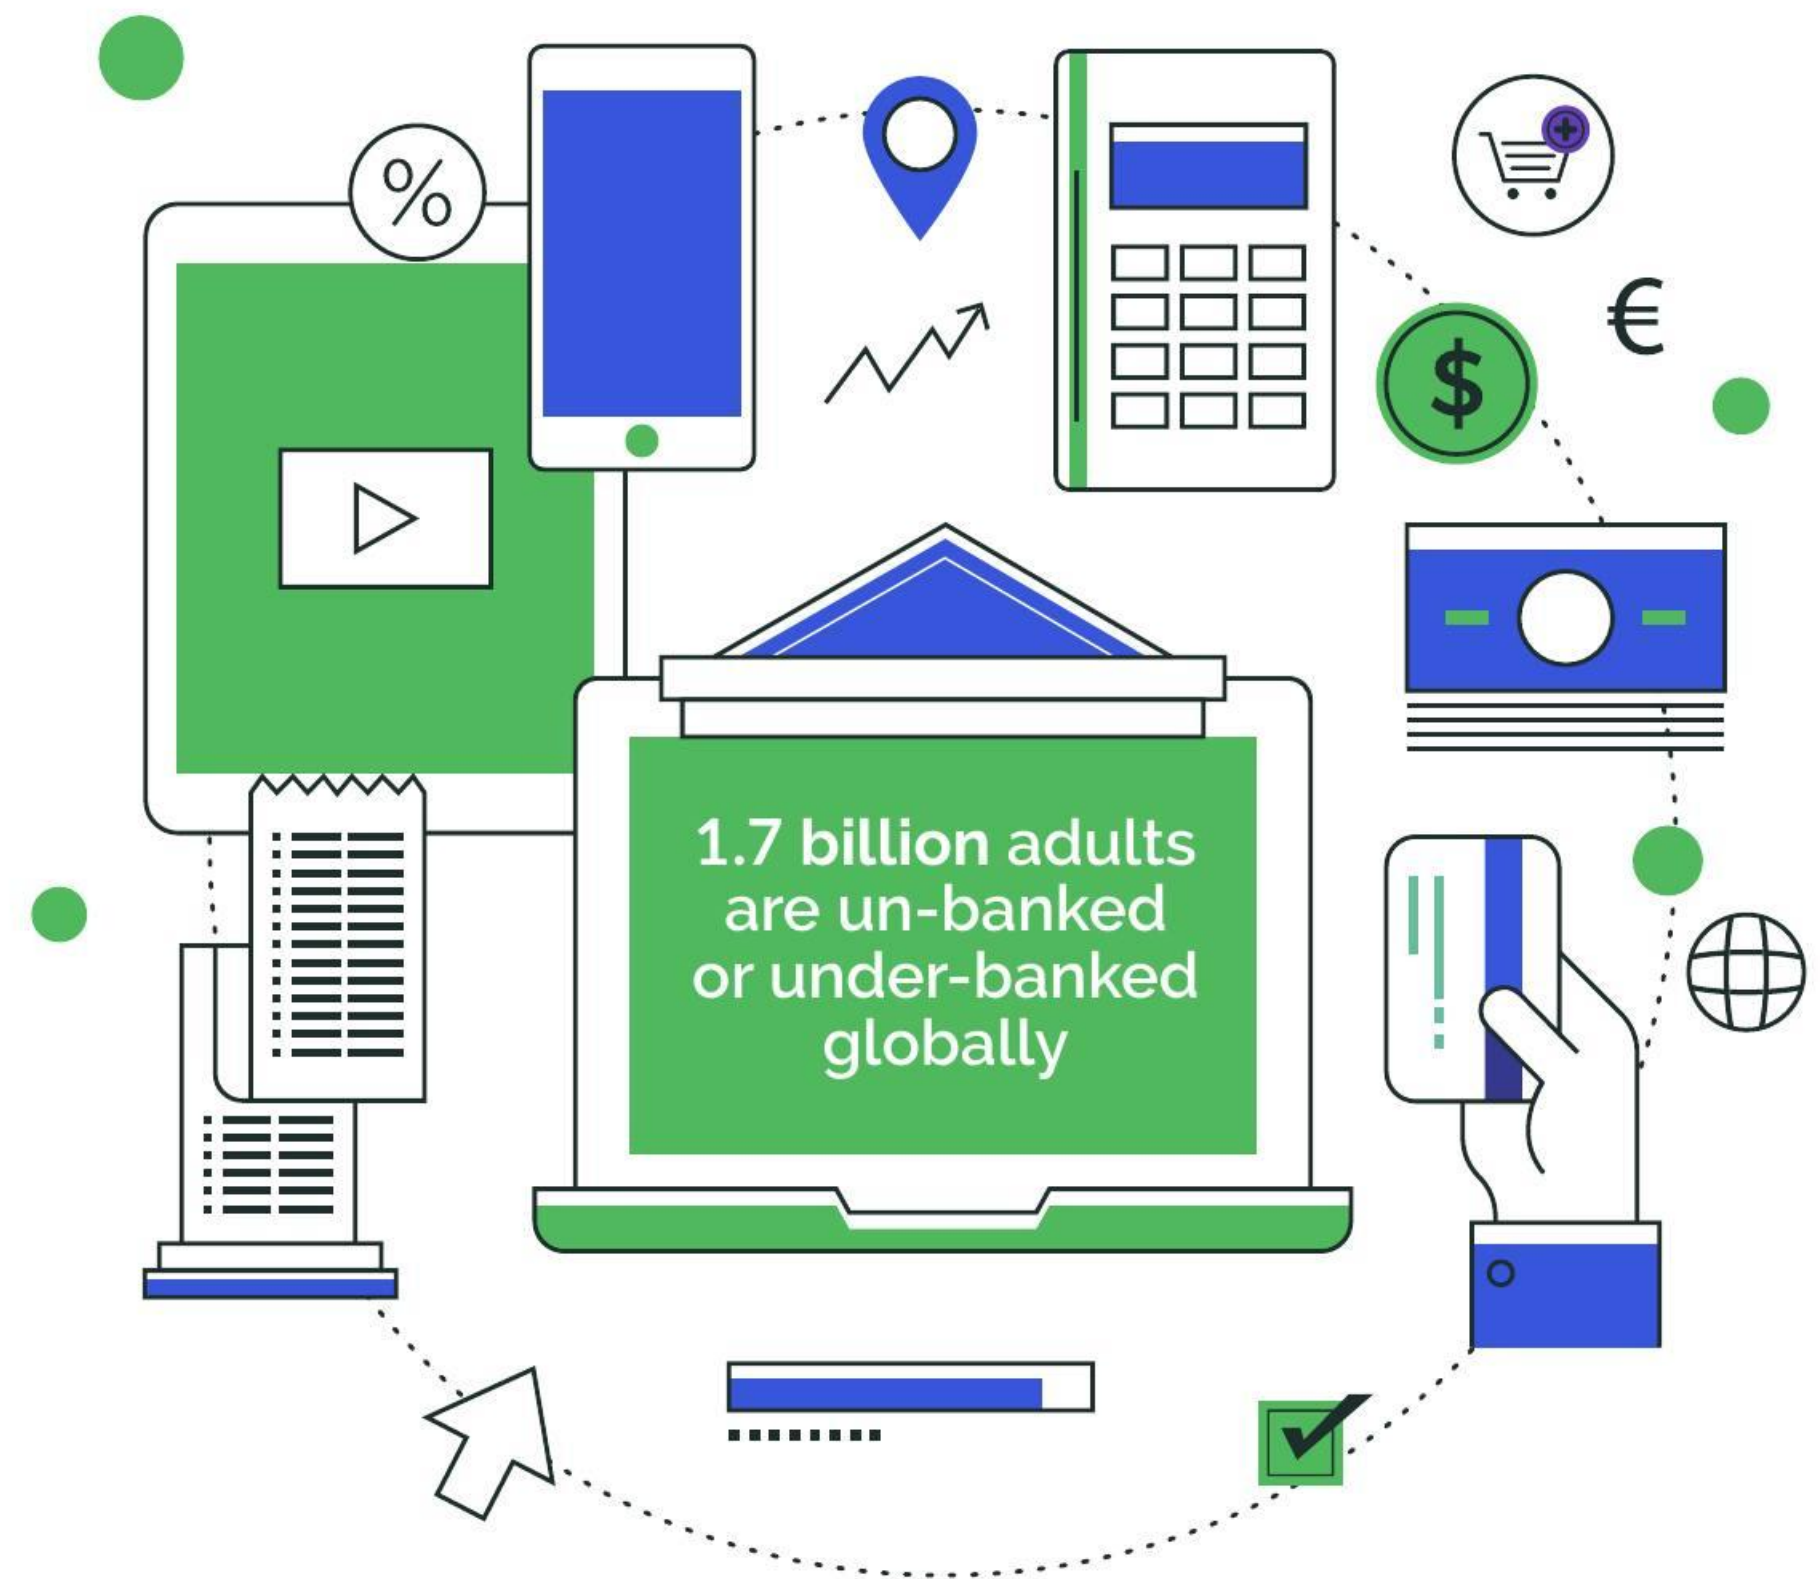 %
$
€
1.7 billion adults
are un-banked
or under-banked
globally